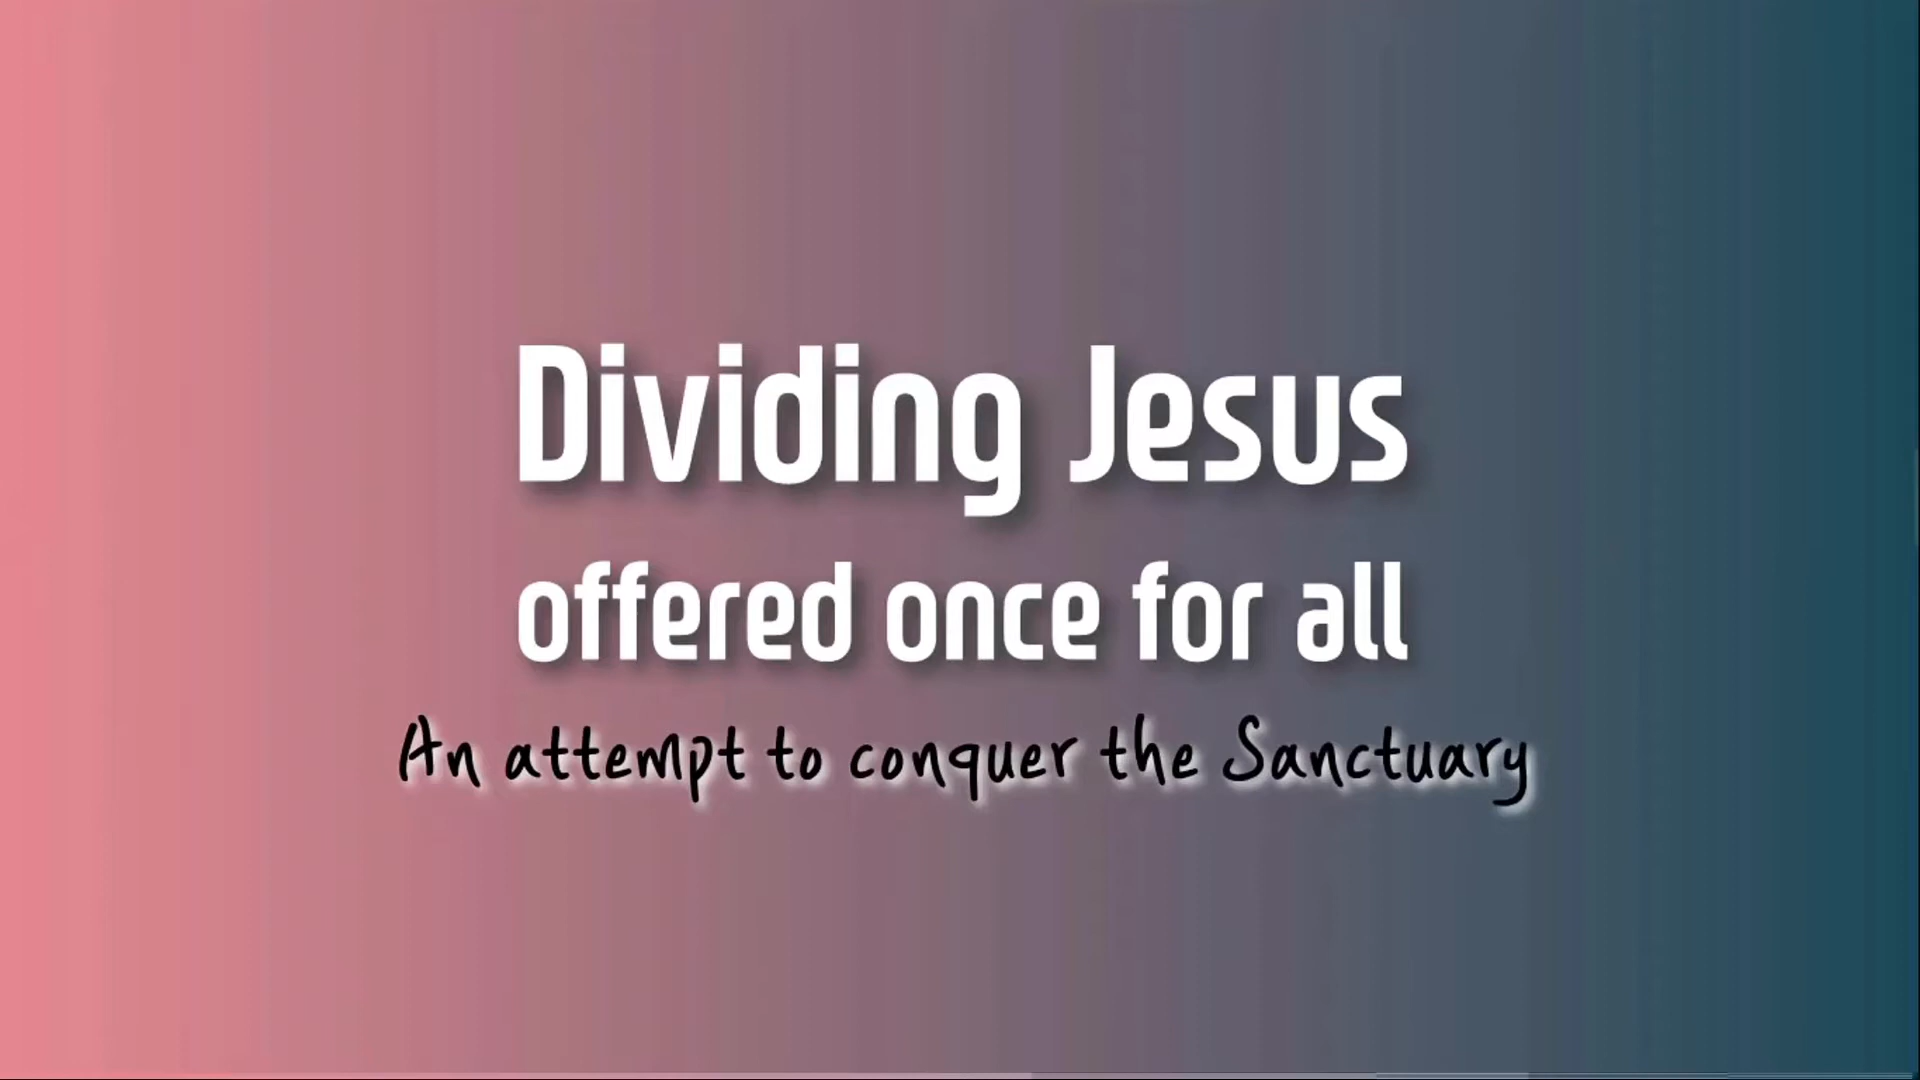 Dividing Jesus
offered once for all
An attempt to conquer the Sanctuary